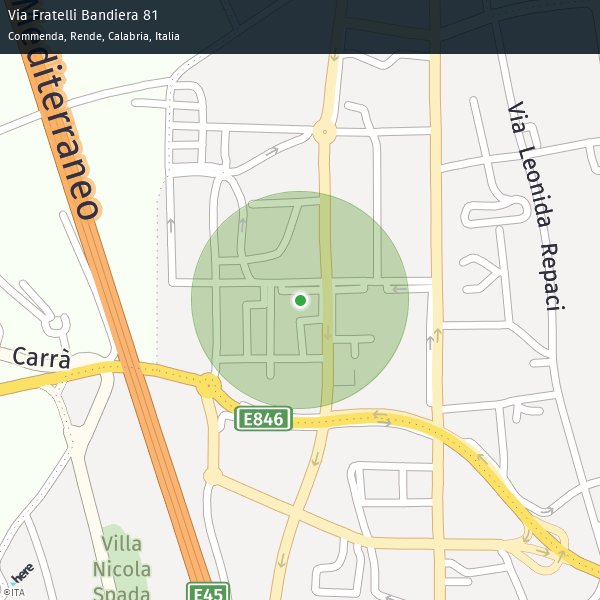 Via Fratelli Bandiera 81
Commenda, Rende, Calabria, Italia
Mediterraneo
Via Leonida Repaci
Carrà
E846
Villa
Nicola
Spada
E45
here
©ITA